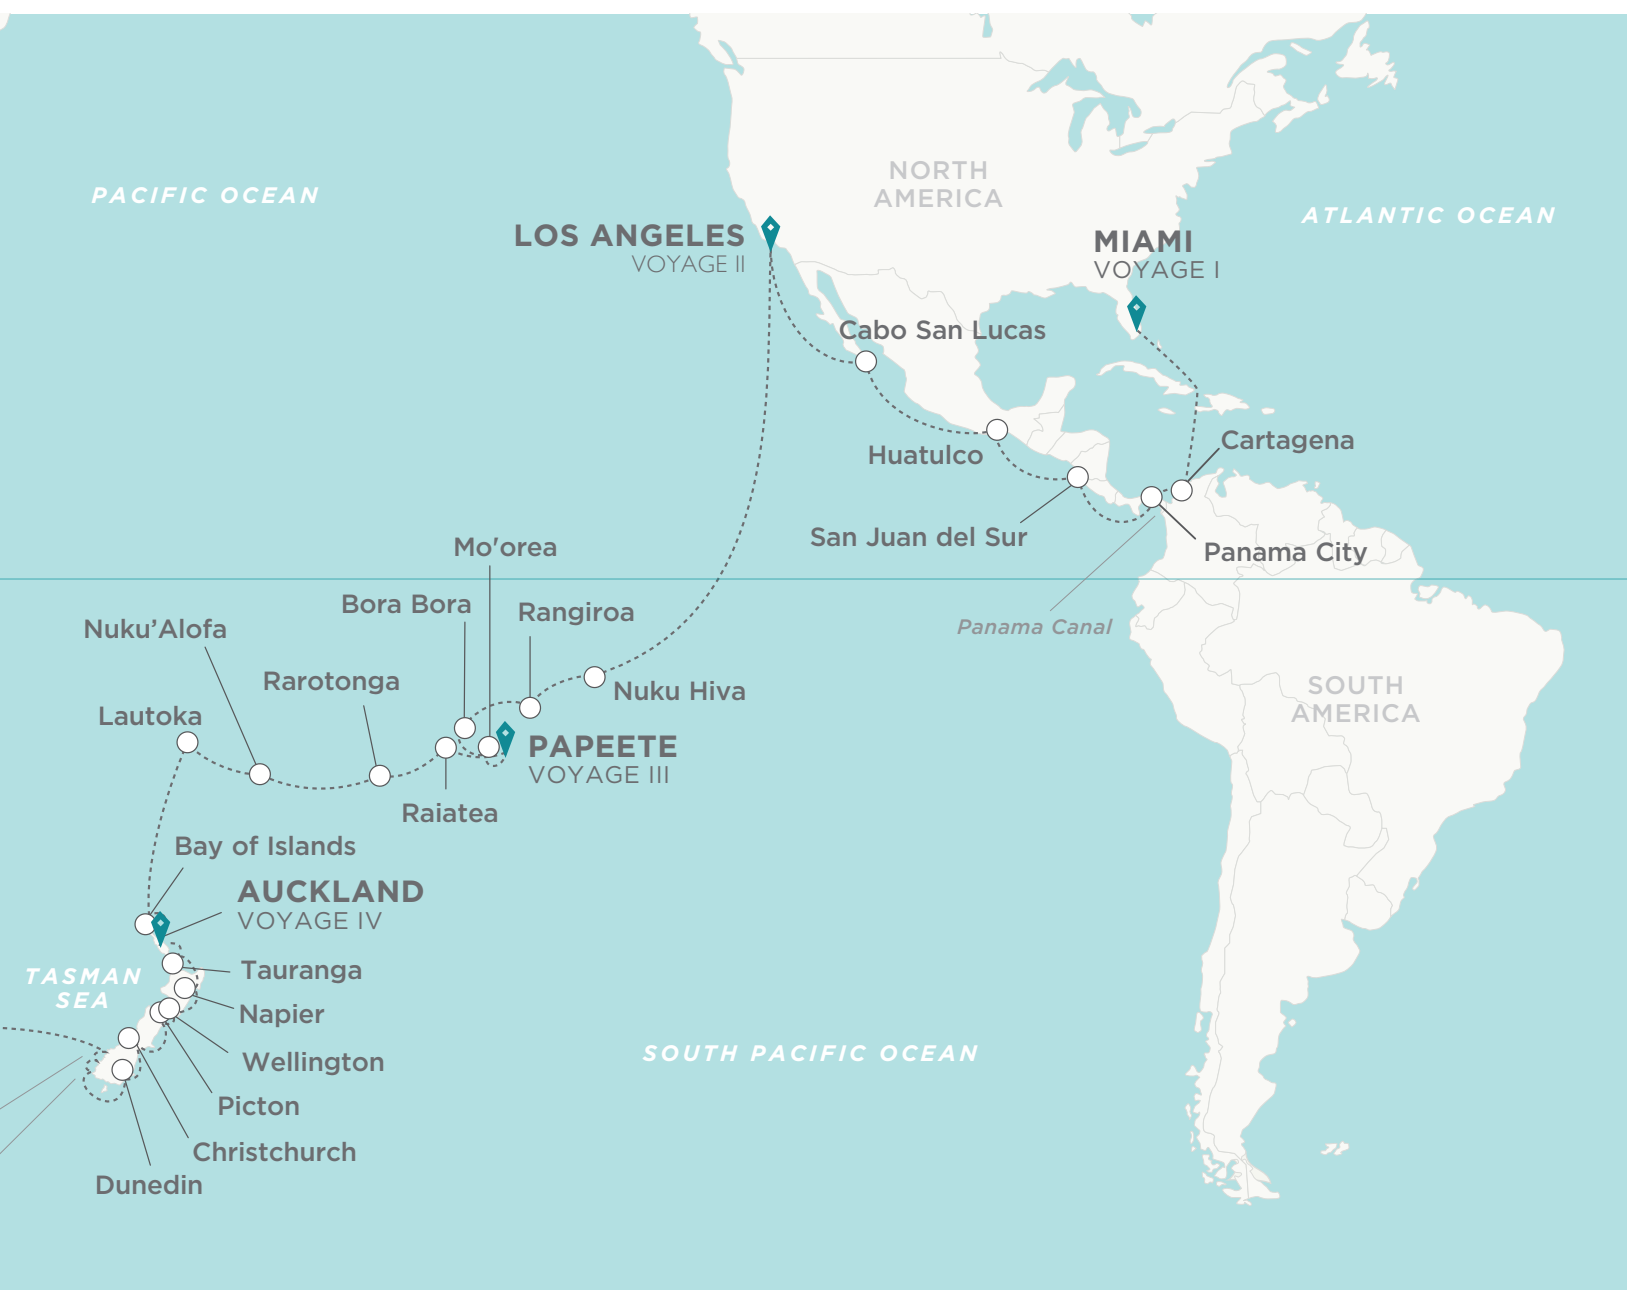 NORTH
AMERICA
PACIFIC OCEAN
ATLANTIC OCEAN
LOS ANGELES
VOYAGE II
MIAMI
VOYAGE I
Cabo San Lucas
Cartagena
Huatulco
San Juan del Sur
Panama City
Mo'orea
Bora Bora
Rangiroa
Nuku’Alofa
Panama Canal
Rarotonga
Nuku Hiva
SOUTH
AMERICA
Lautoka
PAPEETE
VOYAGE III
Raiatea
Bay of Islands
AUCKLAND
VOYAGE IV
TASMAN
SEA
Tauranga
Napier
SOUTH PACIFIC OCEAN
Wellington
Picton
Christchurch
Dunedin